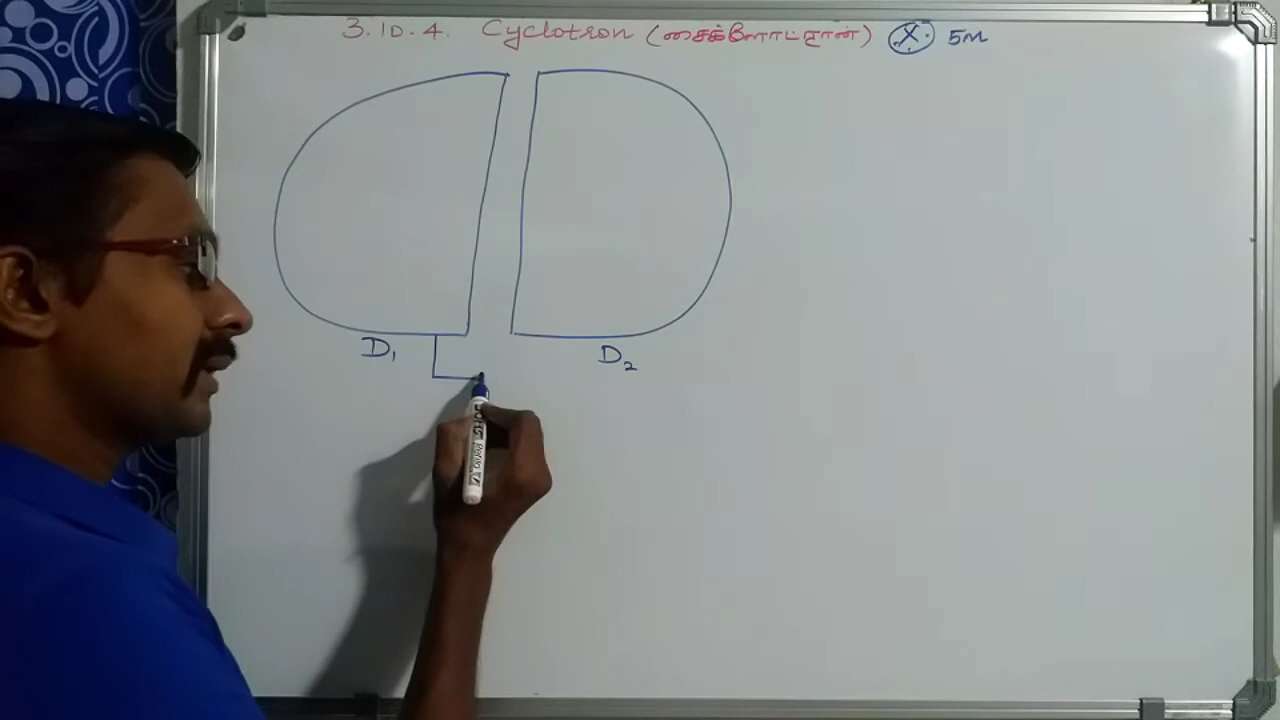 3.10.4. Cyclotron (சைக்ளோட்ரான்) (X) 5m
D₁
D₂